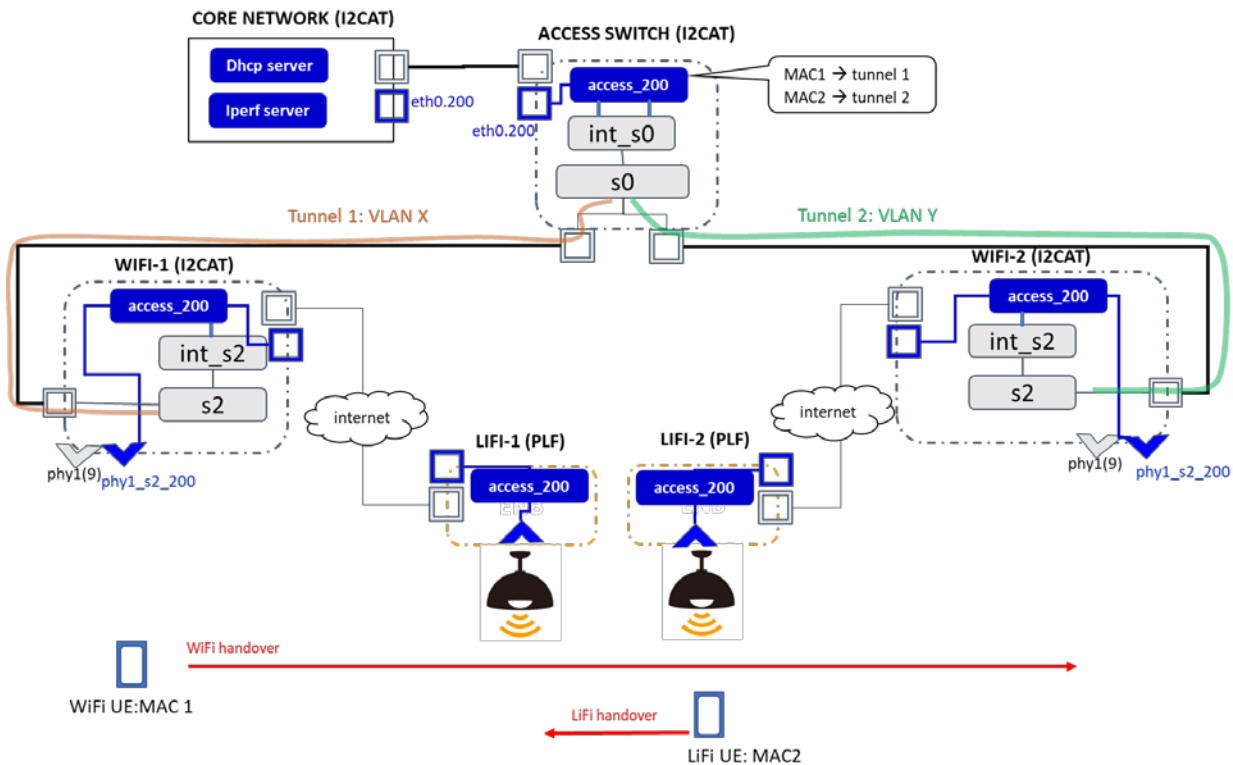 CORE NETWORK (I2CAT)
ACCESS SWITCH (I2CAT)
Dhcp server
Iperf server
eth0.200
eth0.200
access_200
int_s0
s0
MAC1 → tunnel 1
MAC2 → tunnel 2
Tunnel 1: VLAN X
Tunnel 2: VLAN Y
WIFI-1 (I2CAT)
access_200
int_s2
s2
phy1(9)
phy1_s2_200
internet
WIFI-2 (I2CAT)
access_200
int_s2
s2
phy1(9)
phy1_s2_200
internet
LIFI-1 (PLF)
access_200
ENB
LIFI-2 (PLF)
access_200
ENB
WiFi handover
WiFi UE:MAC 1
LiFi handover
LiFi UE: MAC2